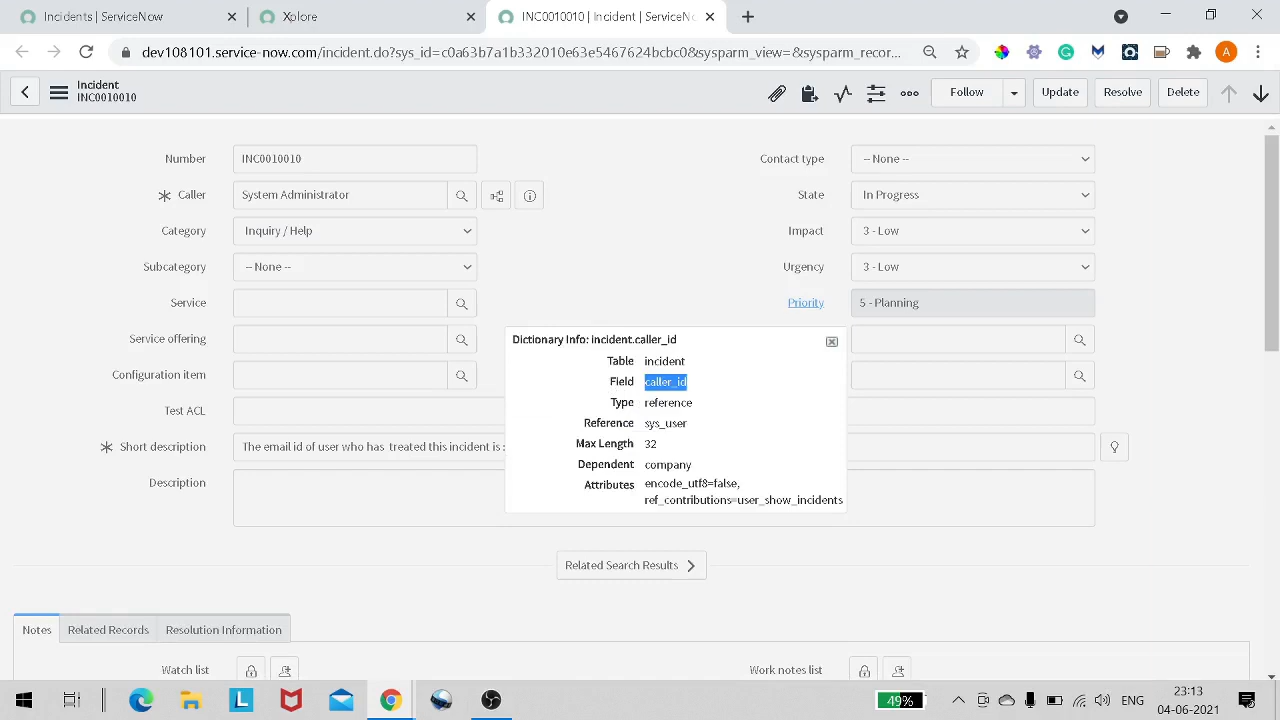 Incidents | ServiceNow
Xplore
INC0010010 | Incident | ServiceNo
dev108101.service-now.com/incident.do?sys_id=c0a63b7a1b332010e63e5467624bcbc0&sysparm_view=&sysparm_recor...
A
Incident
INC0010010
Follow
Update
Resolve
Delete
Number
INC0010010
Contact type
-- None --
Caller
System Administrator
State
In Progress
Category
Inquiry / Help
Impact
3 - Low
Subcategory
-- None --
Urgency
3 - Low
Service
Priority
5 - Planning
Service offering
Configuration item
Test ACL
Short description
The email id of user who has treated this incident is :
Description
Dictionary Info: incident.caller_id
Table incident
Field caller_id
Type reference
Reference sys_user
Max Length 32
Dependent company
Attributes encode_utf8=false,
ref_contributions=user_show_incidents
Related Search Results
Notes
Related Records
Resolution Information
Watch list
Work notes list
L
49%
ENG
23:13
04-06-2021